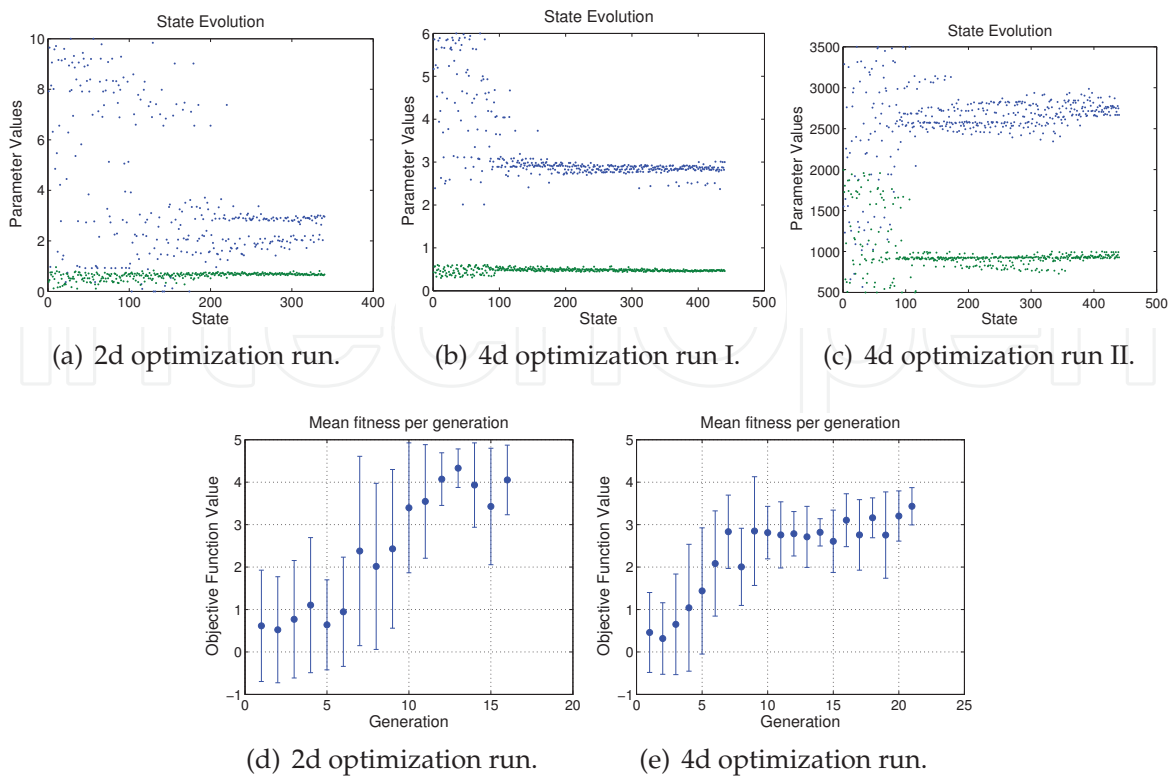 State Evolution
10
8
6
4
2
0
Parameter Values
0 100 200 300 400
State
(a) 2d optimization run.
State Evolution
6
5
4
3
2
1
0
Parameter Values
0 100 200 300 400 500
State
(b) 4d optimization run I.
State Evolution
3500
3000
2500
2000
1500
1000
500
Parameter Values
0 100 200 300 400 500
State
(c) 4d optimization run II.
intechopen
Mean fitness per generation
5
4
3
2
1
0
−1
Objective Function Value
0 5 10 15 20
Generation
(d) 2d optimization run.
Mean fitness per generation
5
4
3
2
1
0
−1
Objective Function Value
0 5 10 15 20 25
Generation
(e) 4d optimization run.